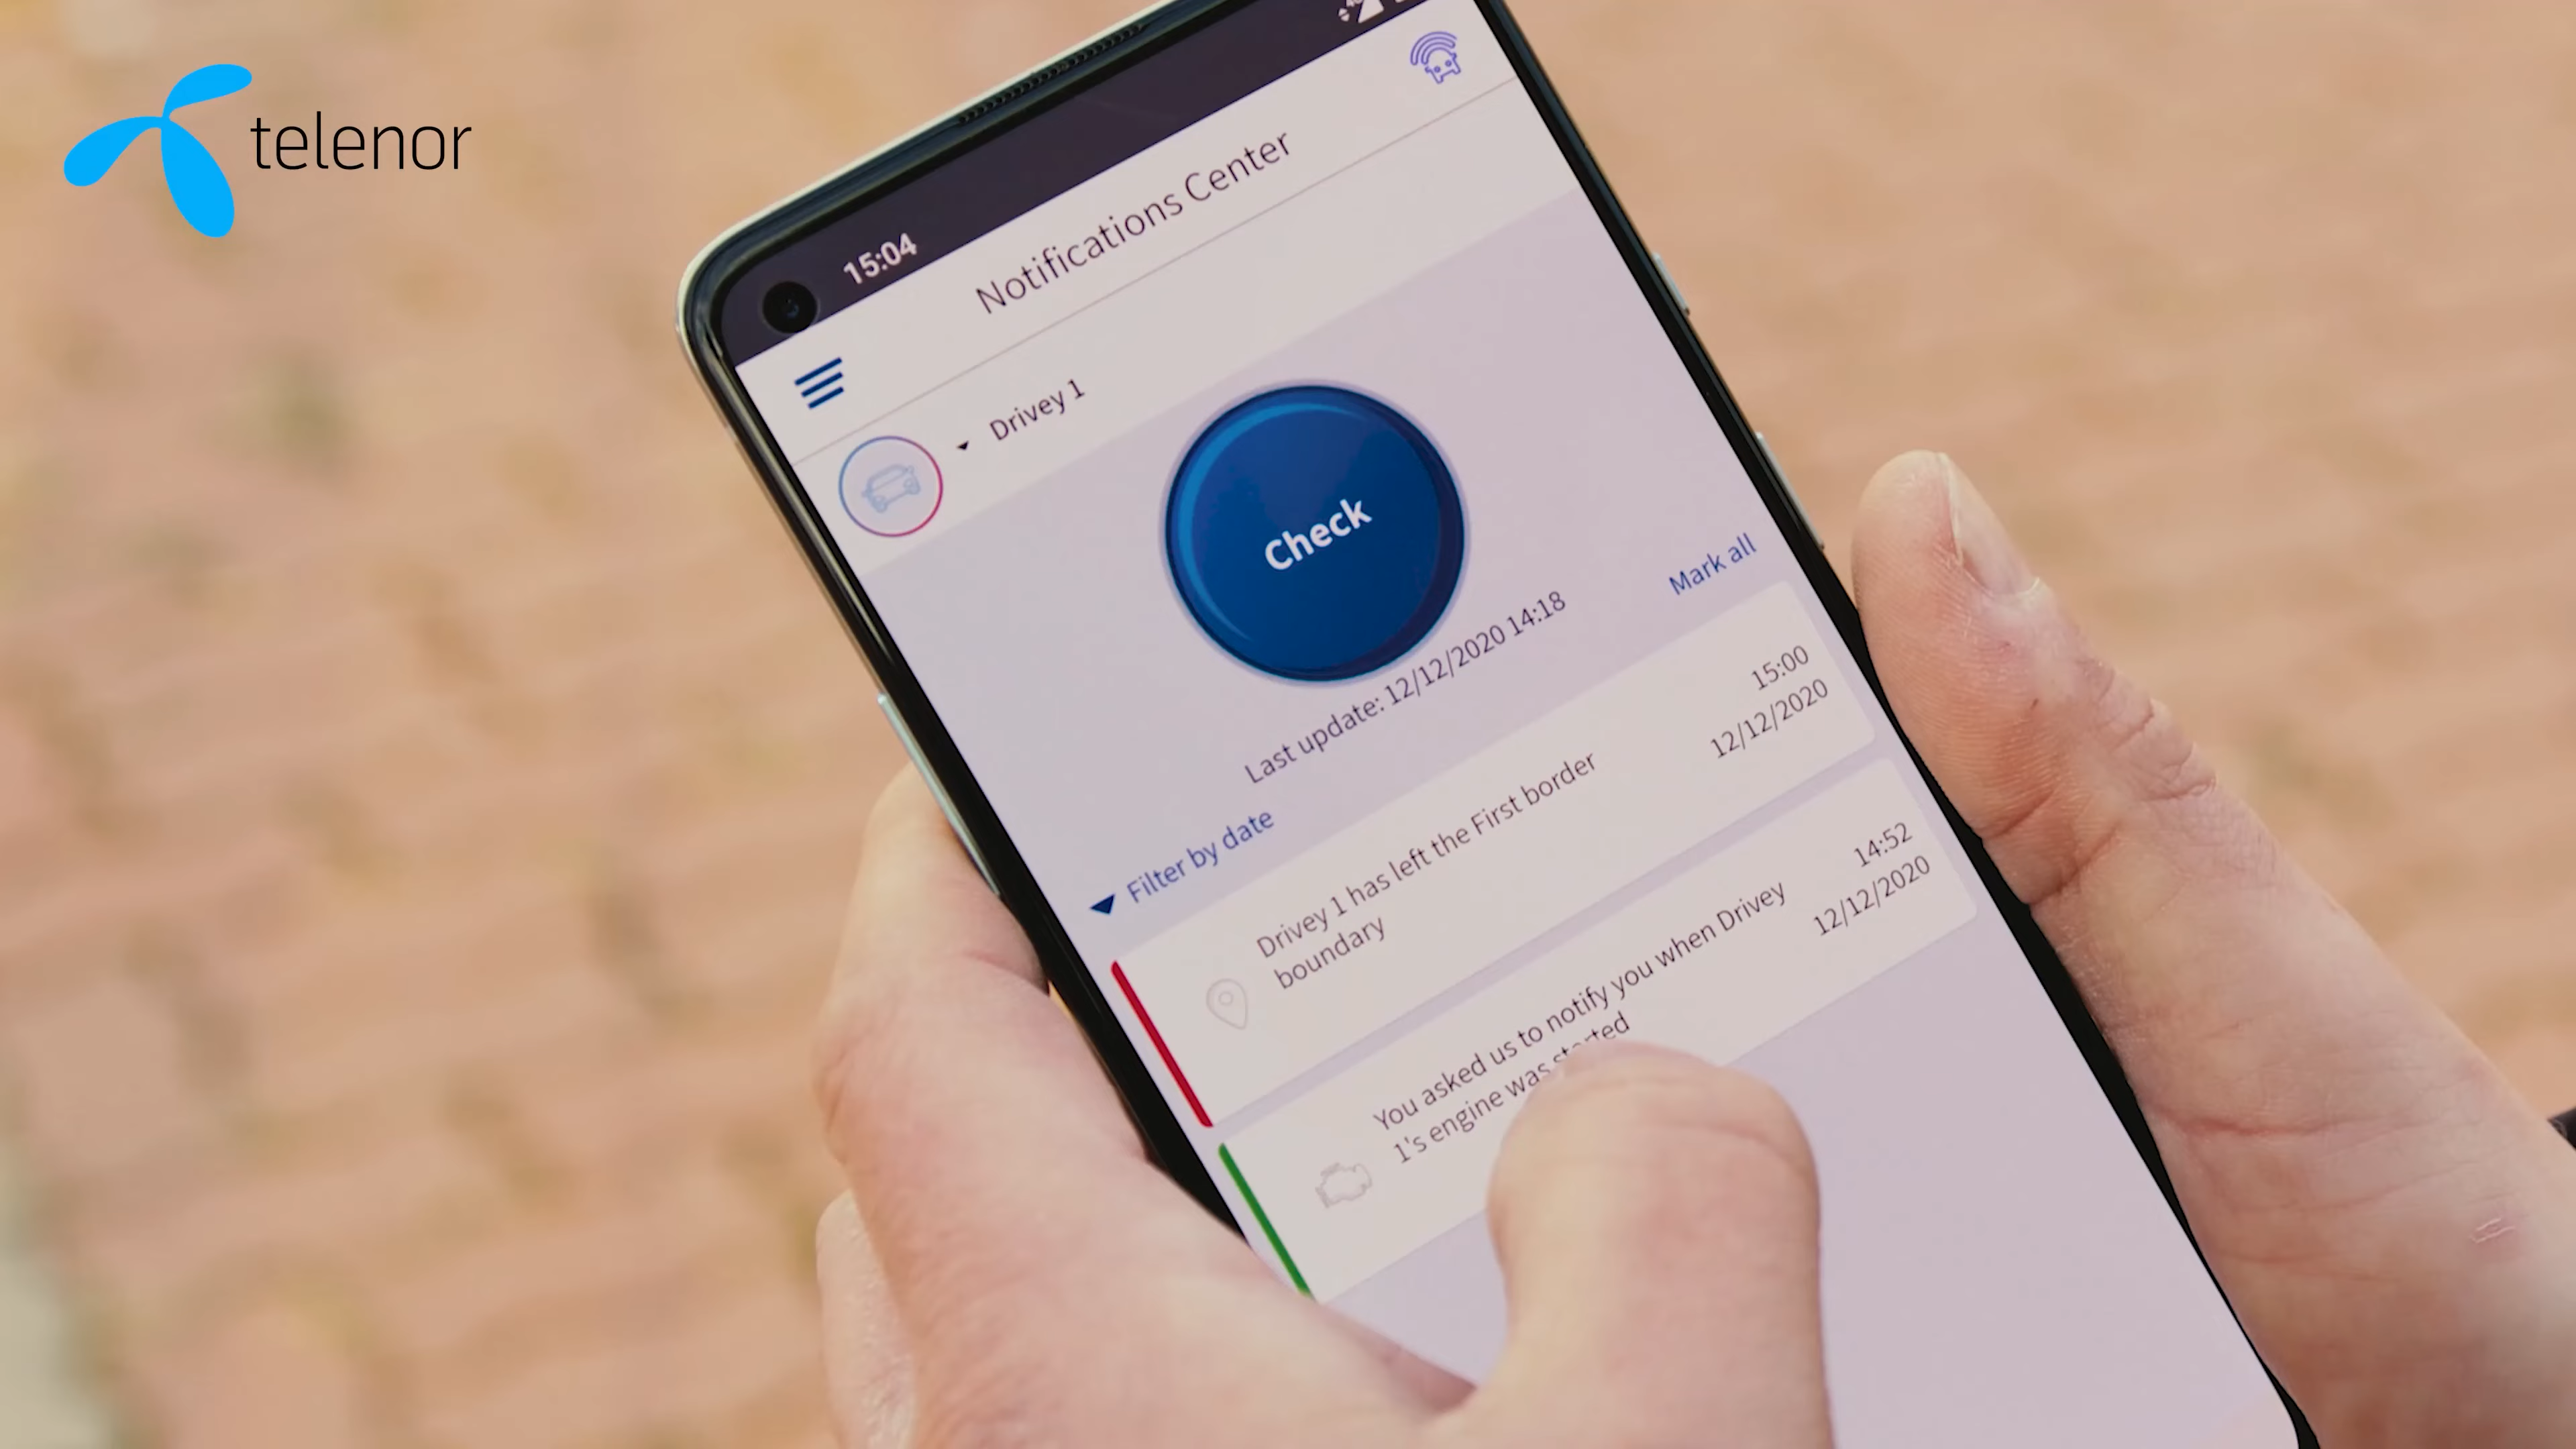 telenor
15:04
Notifications Center
Drivey 1
Check
Last update: 12/12/2020 14:18
Mark all
Filter by date
Drivey 1 has left the First border
boundary
15:00
12/12/2020
You asked us to notify you when Drivey
1's engine was started
14:52
12/12/2020